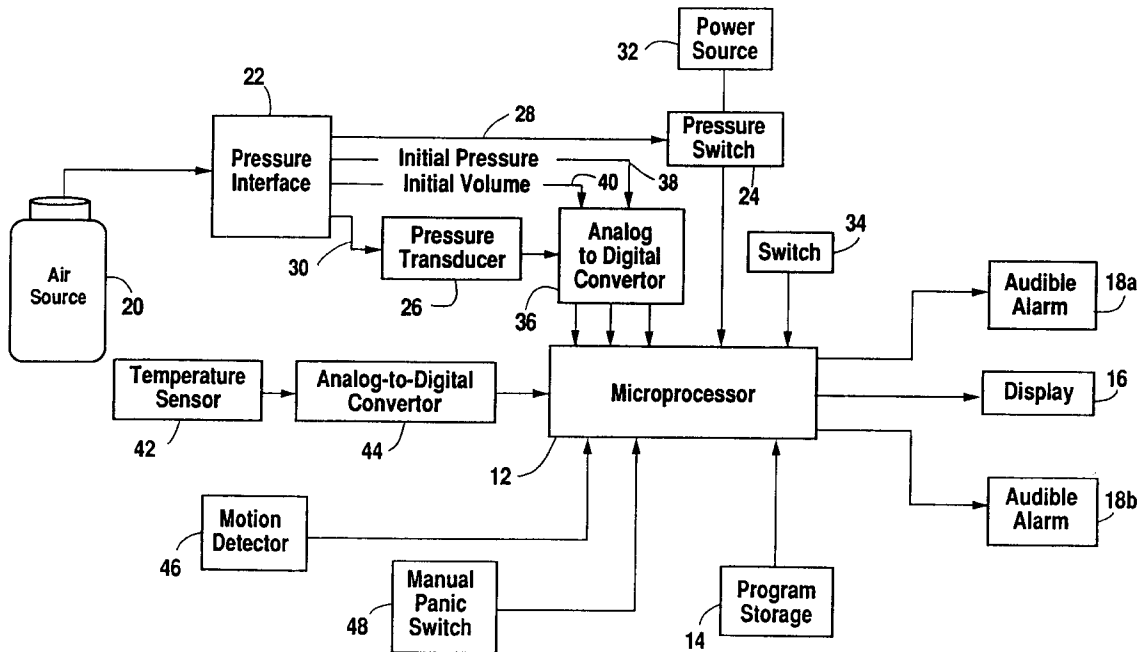 Power
Source
32
22
28
Pressure
Switch
24
Pressure
Interface
Initial Pressure
Initial Volume
38
40
Analog
to Digital
Convertor
36
Pressure
Transducer
26
30
Switch
34
Air
Source
20
Audible
Alarm
18a
Temperature
Sensor
42
Analog-to-Digital
Convertor
44
Microprocessor
12
Display
16
Audible
Alarm
18b
Motion
Detector
46
Manual
Panic
Switch
48
Program
Storage
14